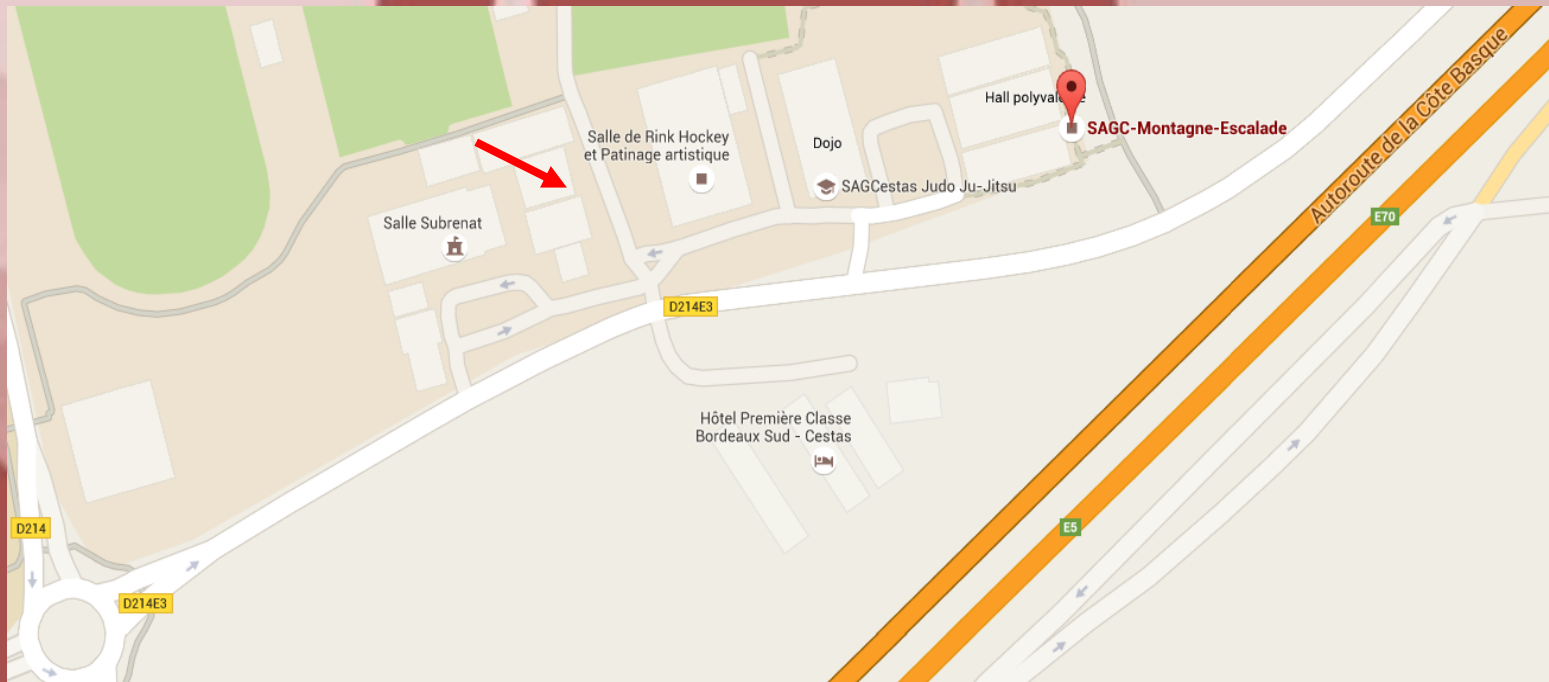 Autoroute de la Côte Basque
Hall polyval
SAGC-Montagne-Escalade
Salle de Rink Hockey
et Patinage artistique
Dojo
SAGCestas Judo Ju-Jitsu
E70
Salle Subrenat
D214E3
Hôtel Première Classe
Bordeaux Sud - Cestas
D214
E5
D214E3